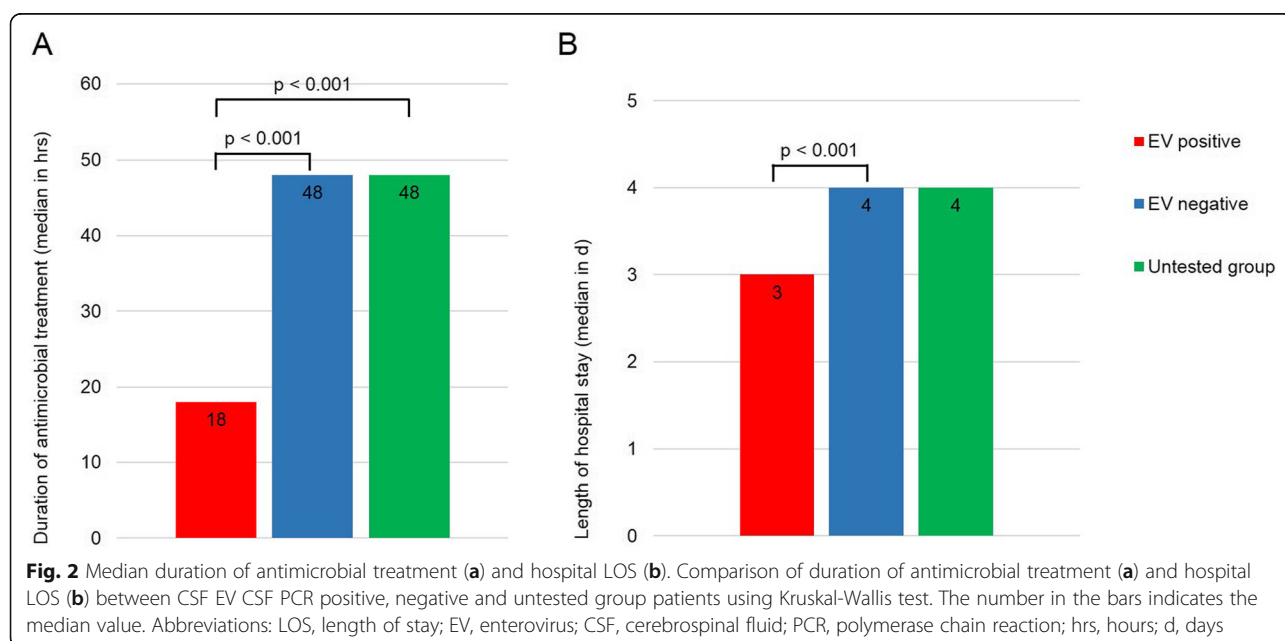 A
Duration of antimicrobial treatment (median in hrs)
60
50
40
30
20
10
0
p < 0.001
p < 0.001
18
48
48
B
Length of hospital stay (median in d)
5
4
3
2
1
0
p < 0.001
3
4
4
EV positive
EV negative
Untested group
Fig. 2 Median duration of antimicrobial treatment (a) and hospital LOS (b). Comparison of duration of antimicrobial treatment (a) and hospital
LOS (b) between CSF EV CSF PCR positive, negative and untested group patients using Kruskal-Wallis test. The number in the bars indicates the
median value. Abbreviations: LOS, length of stay; EV, enterovirus; CSF, cerebrospinal fluid; PCR, polymerase chain reaction; hrs, hours; d, days